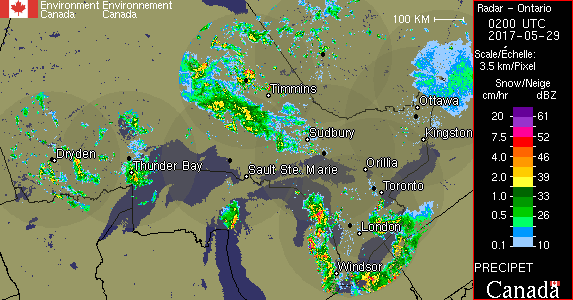 Environment Environnement
Canada Canada
100 KM
Radar - Ontario
0200 UTC
2017-05-29
Scale/Échelle:
3.5 km/Pixel
Snow/Neige
cm/hr dBZ
20 61
7.5 52
4.0 46
2.0 39
1.0 33
0.5 26
0.1 10
PRECIPET
Canada
Timmins
Ottawa
Sudbury
Kingston
Dryden
Thunder Bay
Sault Ste. Marie
Orillia
Toronto
London
Windsor